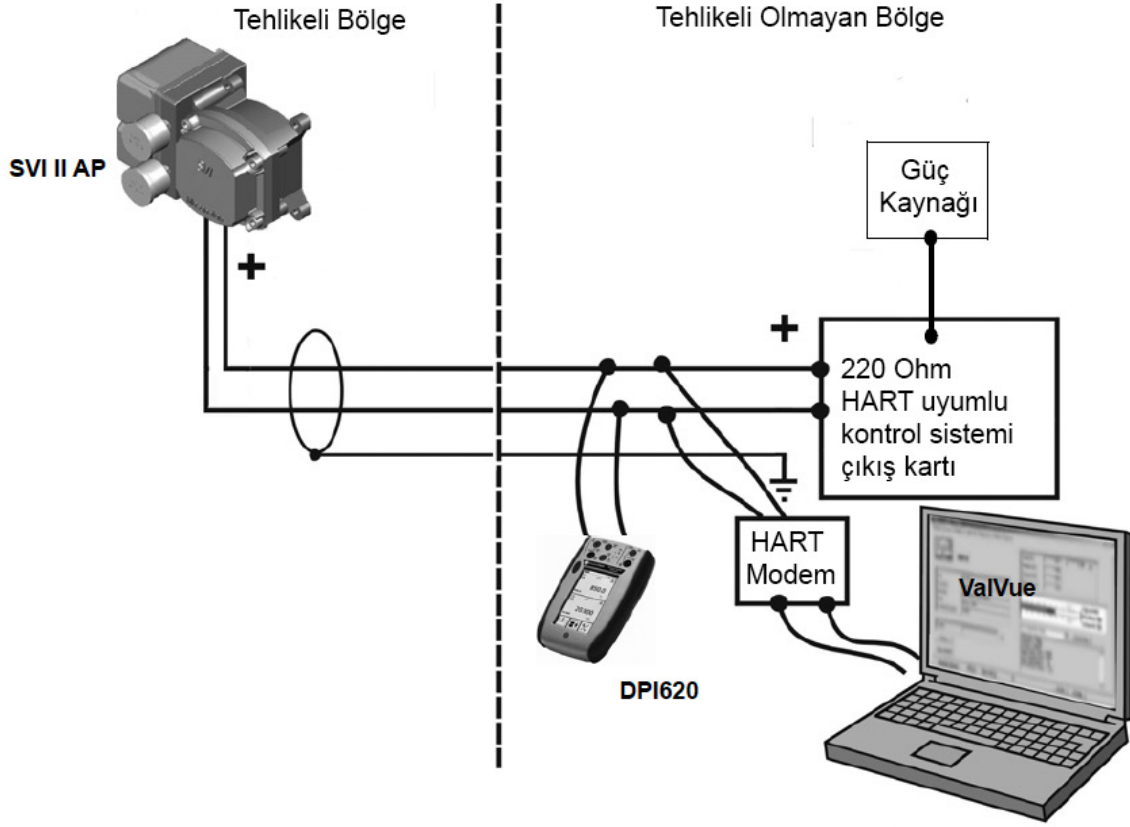 Tehlikeli Bölge
Tehlikeli Olmayan Bölge
SVI II AP
SVI
+
Güç
Kaynağı
+
220 Ohm
HART uyumlu
kontrol sistemi
çıkış kartı
HART
Modem
ValVue
DPI620